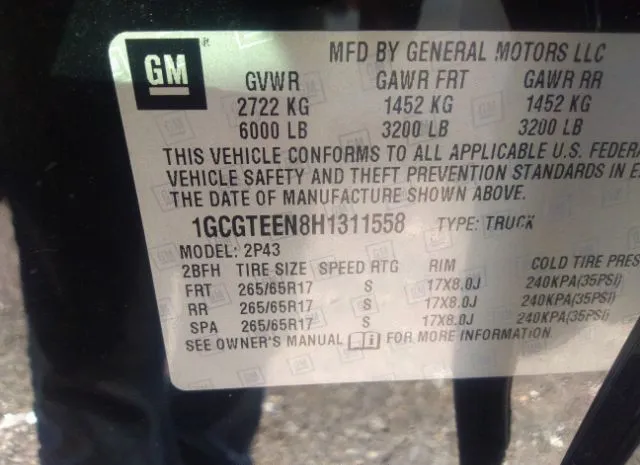 GM
®
MFD BY GENERAL MOTORS LLC
GVWR GAWR FRT GAWR RR
2722 KG 1452 KG 1452 KG
6000 LB 3200 LB 3200 LB
THIS VEHICLE CONFORMS TO ALL APPLICABLE U.S. FEDERA
VEHICLE SAFETY AND THEFT PREVENTION STANDARDS IN E
THE DATE OF MANUFACTURE SHOWN ABOVE.
1GCGTEEN8H1311558 TYPE: TRUCK
MODEL: 2P43
2BFH TIRE SIZE SPEED RTG RIM COLD TIRE PRES
FRT 265/65R17 S 17X8.0J 240KPA(35PSI)
RR 265/65R17 S 17X8.0J 240KPA(35PSI)
SPA 265/65R17 S 17X8.0J 240KPA(35PSI)
SEE OWNER'S MANUAL FOR MORE INFORMATION.